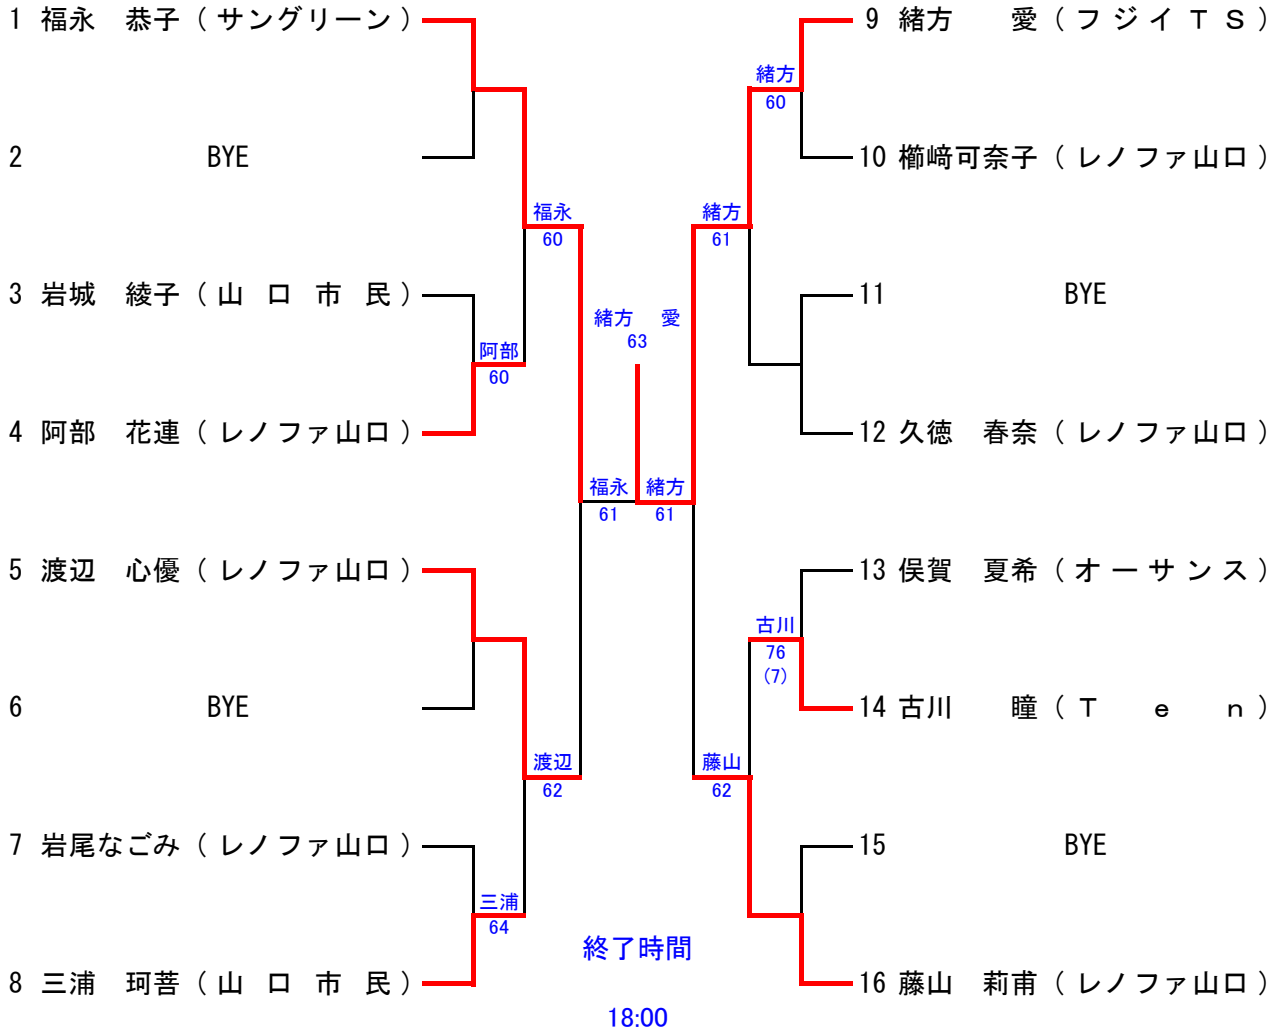 1 福永 恭子 ( サングリーン )
2 BYE
3 岩城 綾子 ( 山 口 市 民 )
4 阿部 花連 ( レノファ山口 )
5 渡辺 心優 ( レノファ山口 )
6 BYE
7 岩尾なごみ ( レノファ山口 )
8 三浦 珂菩 ( 山 口 市 民 )
福永
60
阿部
60
渡辺
62
三浦
64
福永
61
緒方 愛
63
緒方
61
緒方
61
緒方
60
古川
76
(7)
藤山
62
9 緒方 愛 ( フ ジ イ T S )
10 櫛﨑可奈子 ( レノファ山口 )
11 BYE
12 久徳 春奈 ( レノファ山口 )
13 俣賀 夏希 ( オ ー サ ン ス )
14 古川 瞳 ( T e n )
15 BYE
16 藤山 莉甫 ( レノファ山口 )
終了時間
18:00